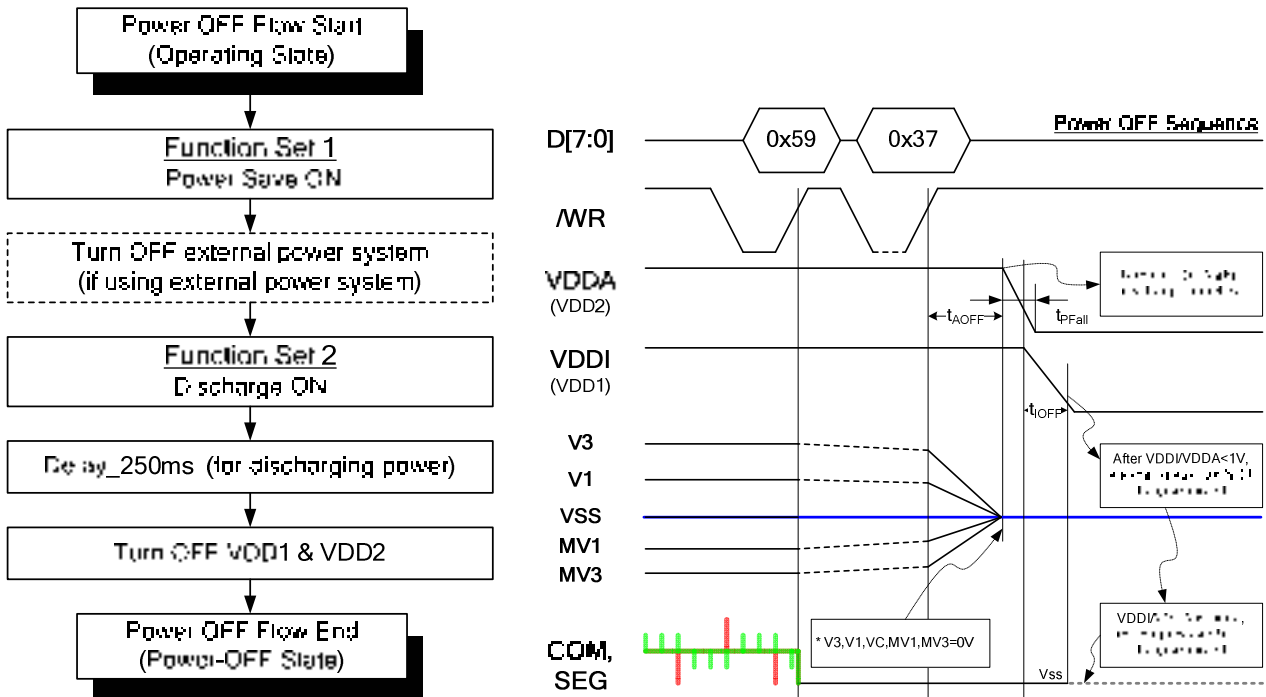 Power OFF Flow Start
(Operating State)
Function Set 1
Power Save ON
Turn OFF external power system
(if using external power system)
Function Set 2
Discharge ON
Delay_250ms (for discharging power)
Turn OFF VDD1 & VDD2
Power OFF Flow End
(Power-OFF State)
Power OFF Sequence
D[7:0]
0x59
0x37
/WR
VDDA
(VDD2)
tAOFF
tPFall
VDDI
(VDD1)
tIOFF
V3
V1
VSS
MV1
MV3
After VDDI/VDDA<1V,
* V3,V1,VC,MV1,MV3=0V
COM,
SEG
Vss